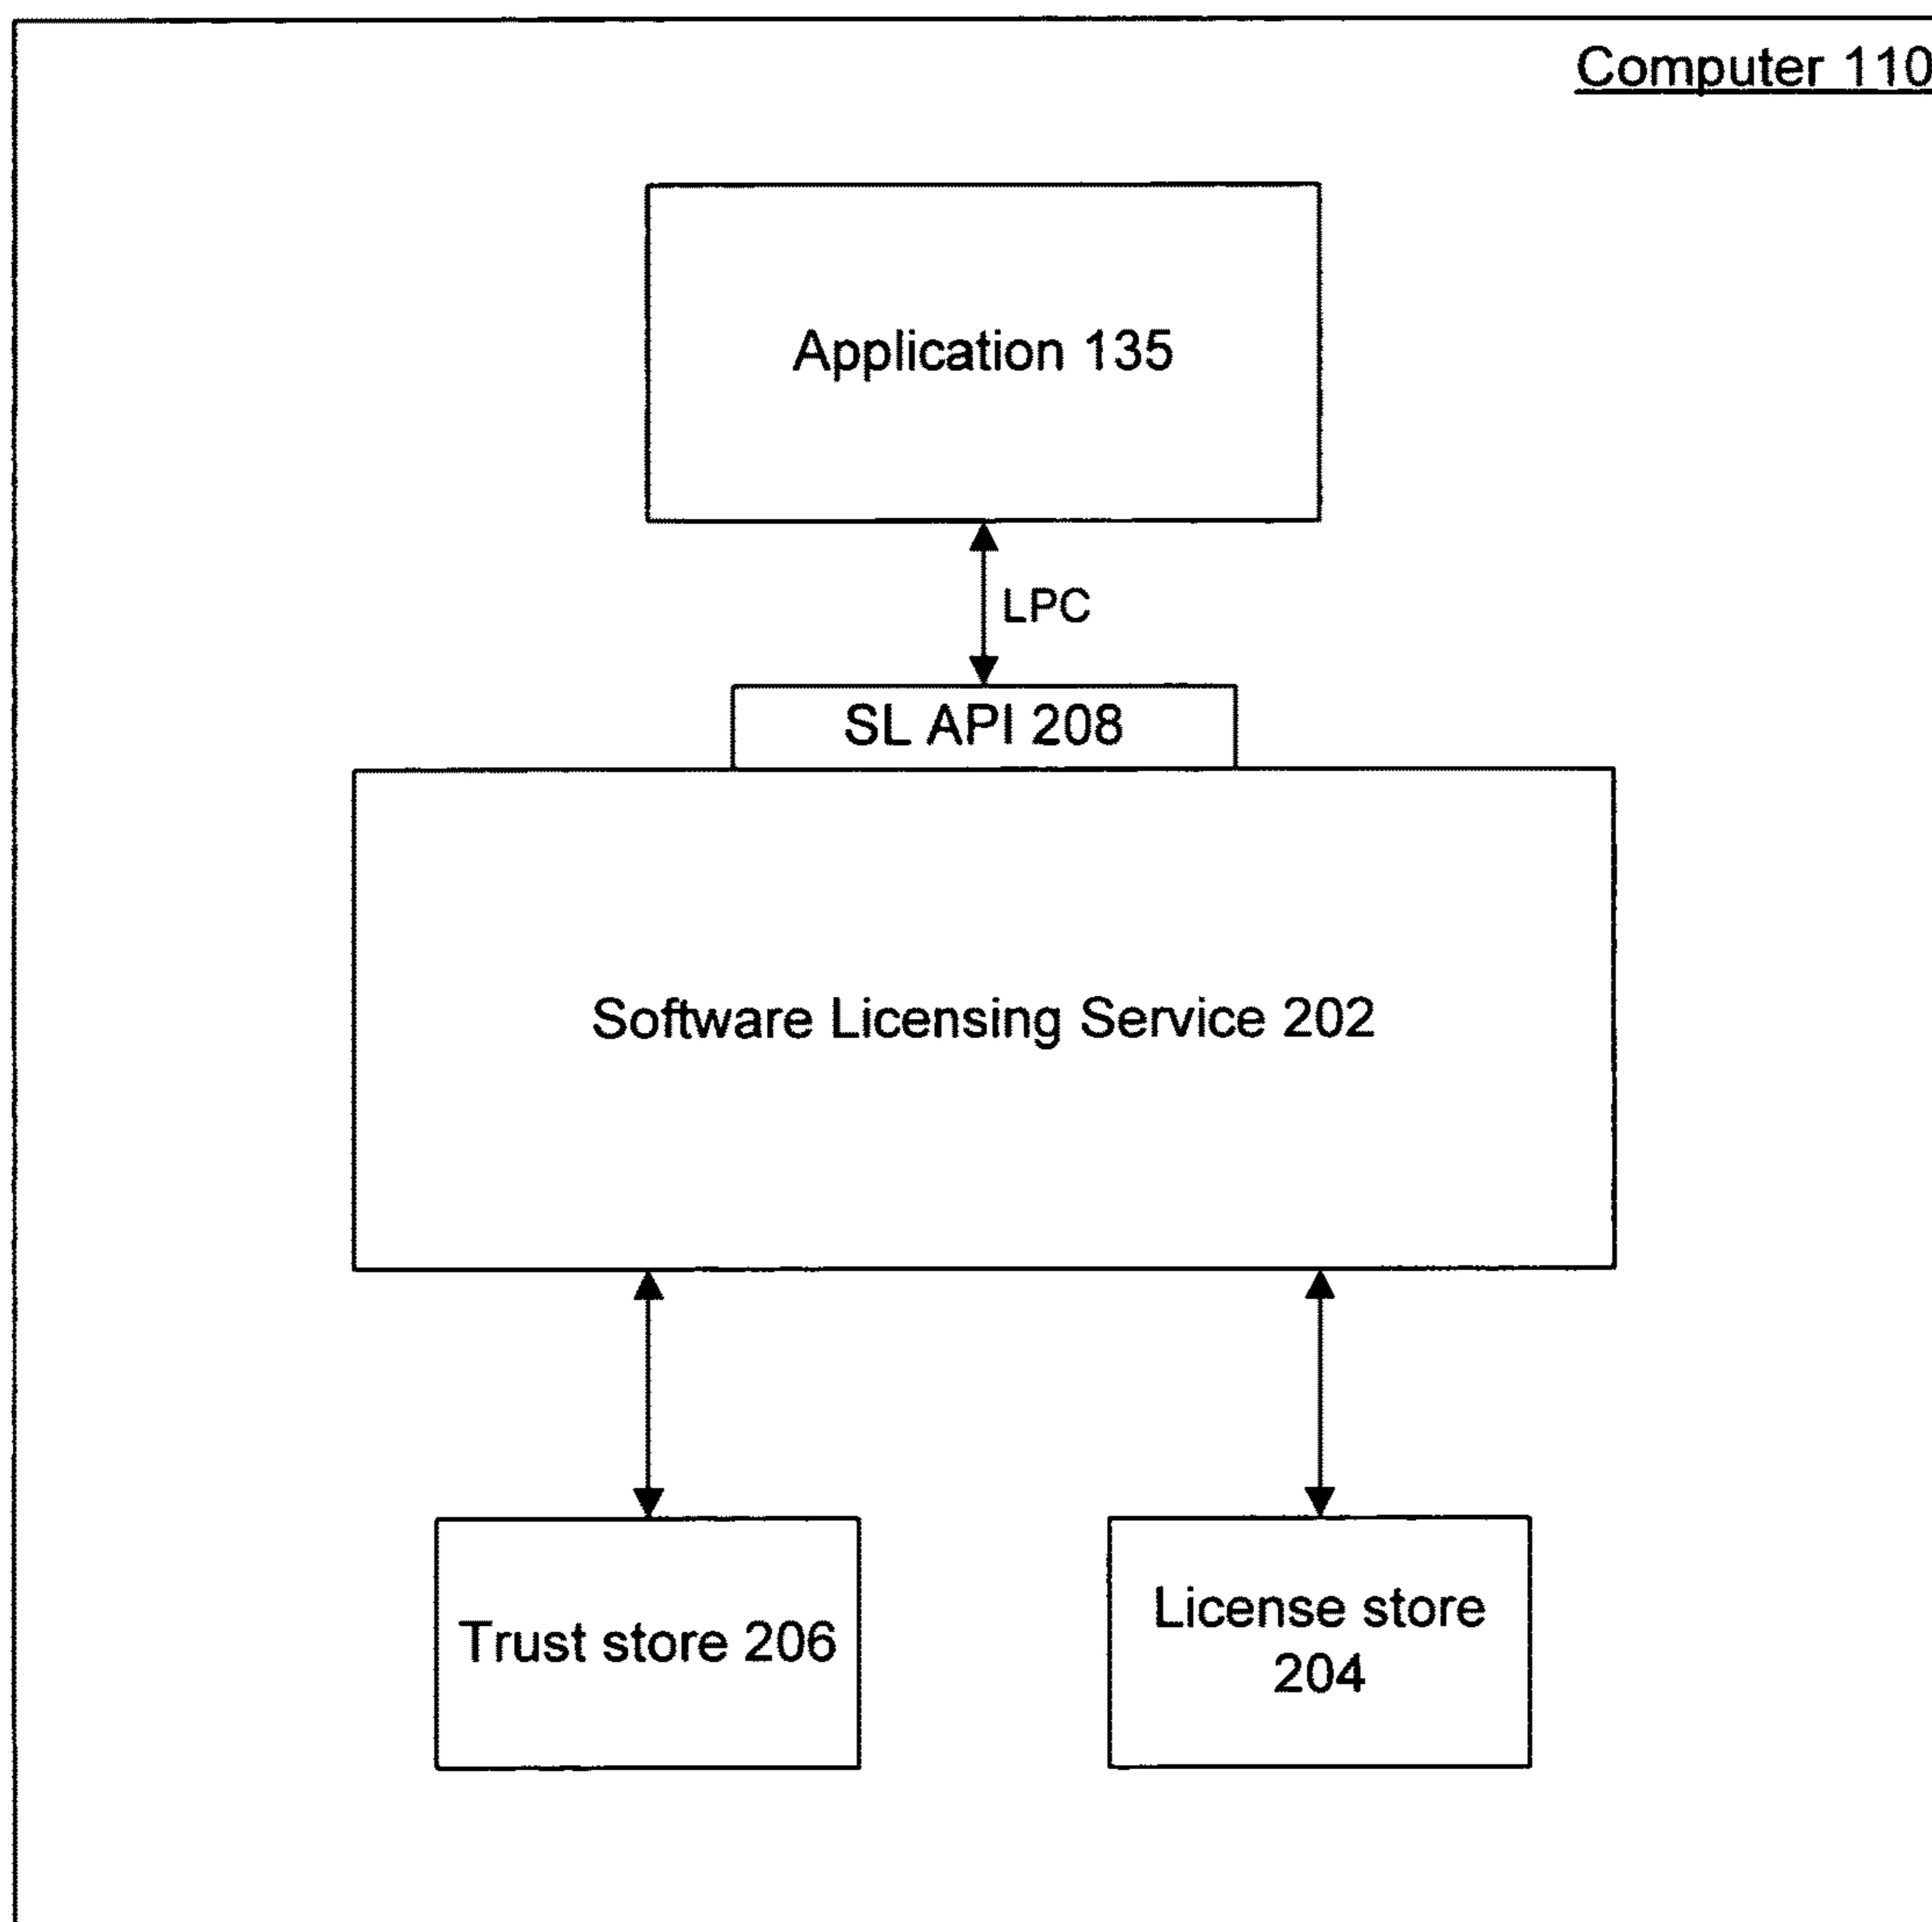 Computer 110
Application 135
LPC
SL API 208
Software Licensing Service 202
Trust store 206
License store
204